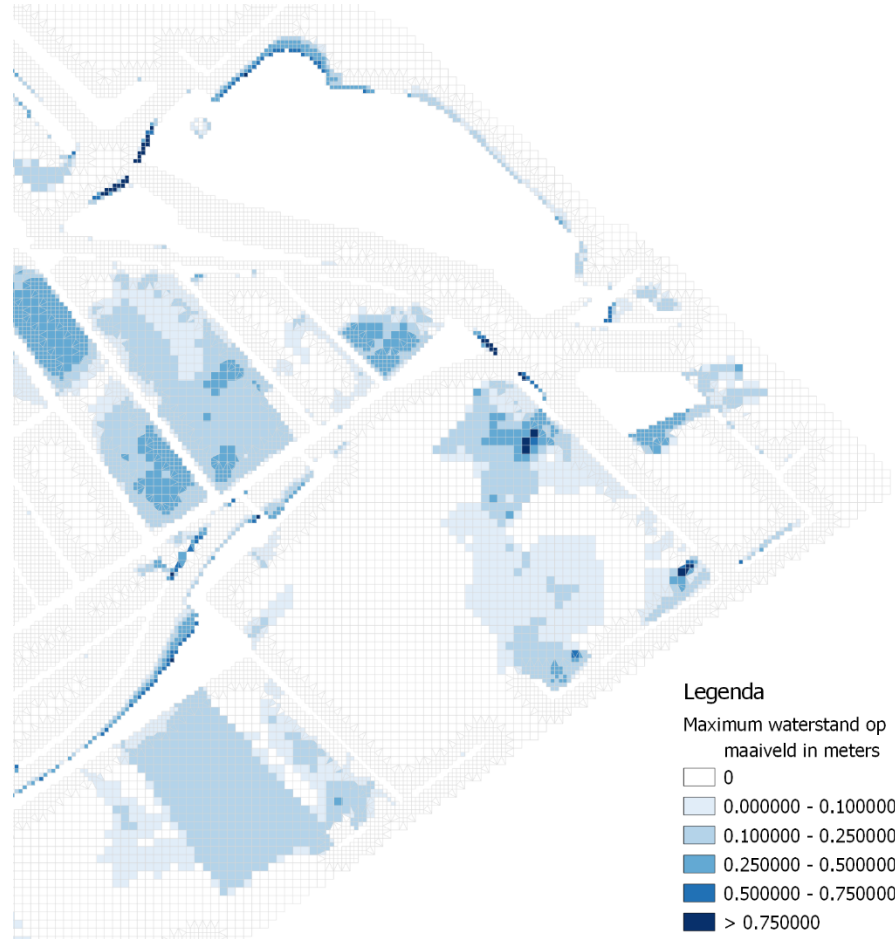 Legenda
Maximum waterstand op
maaiveld in meters
0
0.000000 - 0.100000
0.100000 - 0.250000
0.250000 - 0.500000
0.500000 - 0.750000
> 0.750000